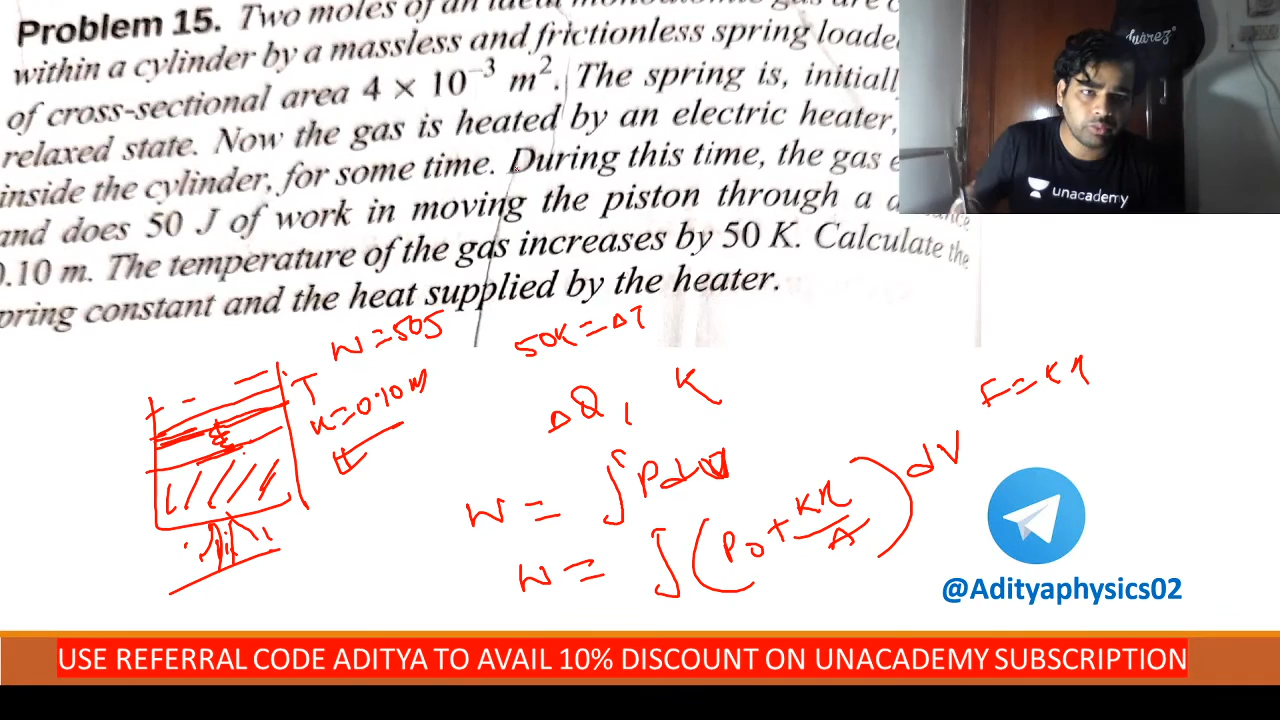 Problem 15. Two moles of an ideal monoatomic gas are
within a cylinder by a massless and frictionless spring loade
of cross-sectional area 4 × 10⁻³ m². The spring is, initiall
relaxed state. Now the gas is heated by an electric heater,
inside the cylinder, for some time. During this time, the gas
and does 50 J of work in moving the piston through a
0.10 m. The temperature of the gas increases by 50 K. Calculate the
pring constant and the heat supplied by the heater.
duarez
unacademy
W = 50J
50K = ΔT
x = 0.10 m
ΔQ, K
F = Kx
W = ∫ P dV
W = ∫ (P₀ + Kx/A) dV
@Adityaphysics02
USE REFERRAL CODE ADITYA TO AVAIL 10% DISCOUNT ON UNACADEMY SUBSCRIPTION